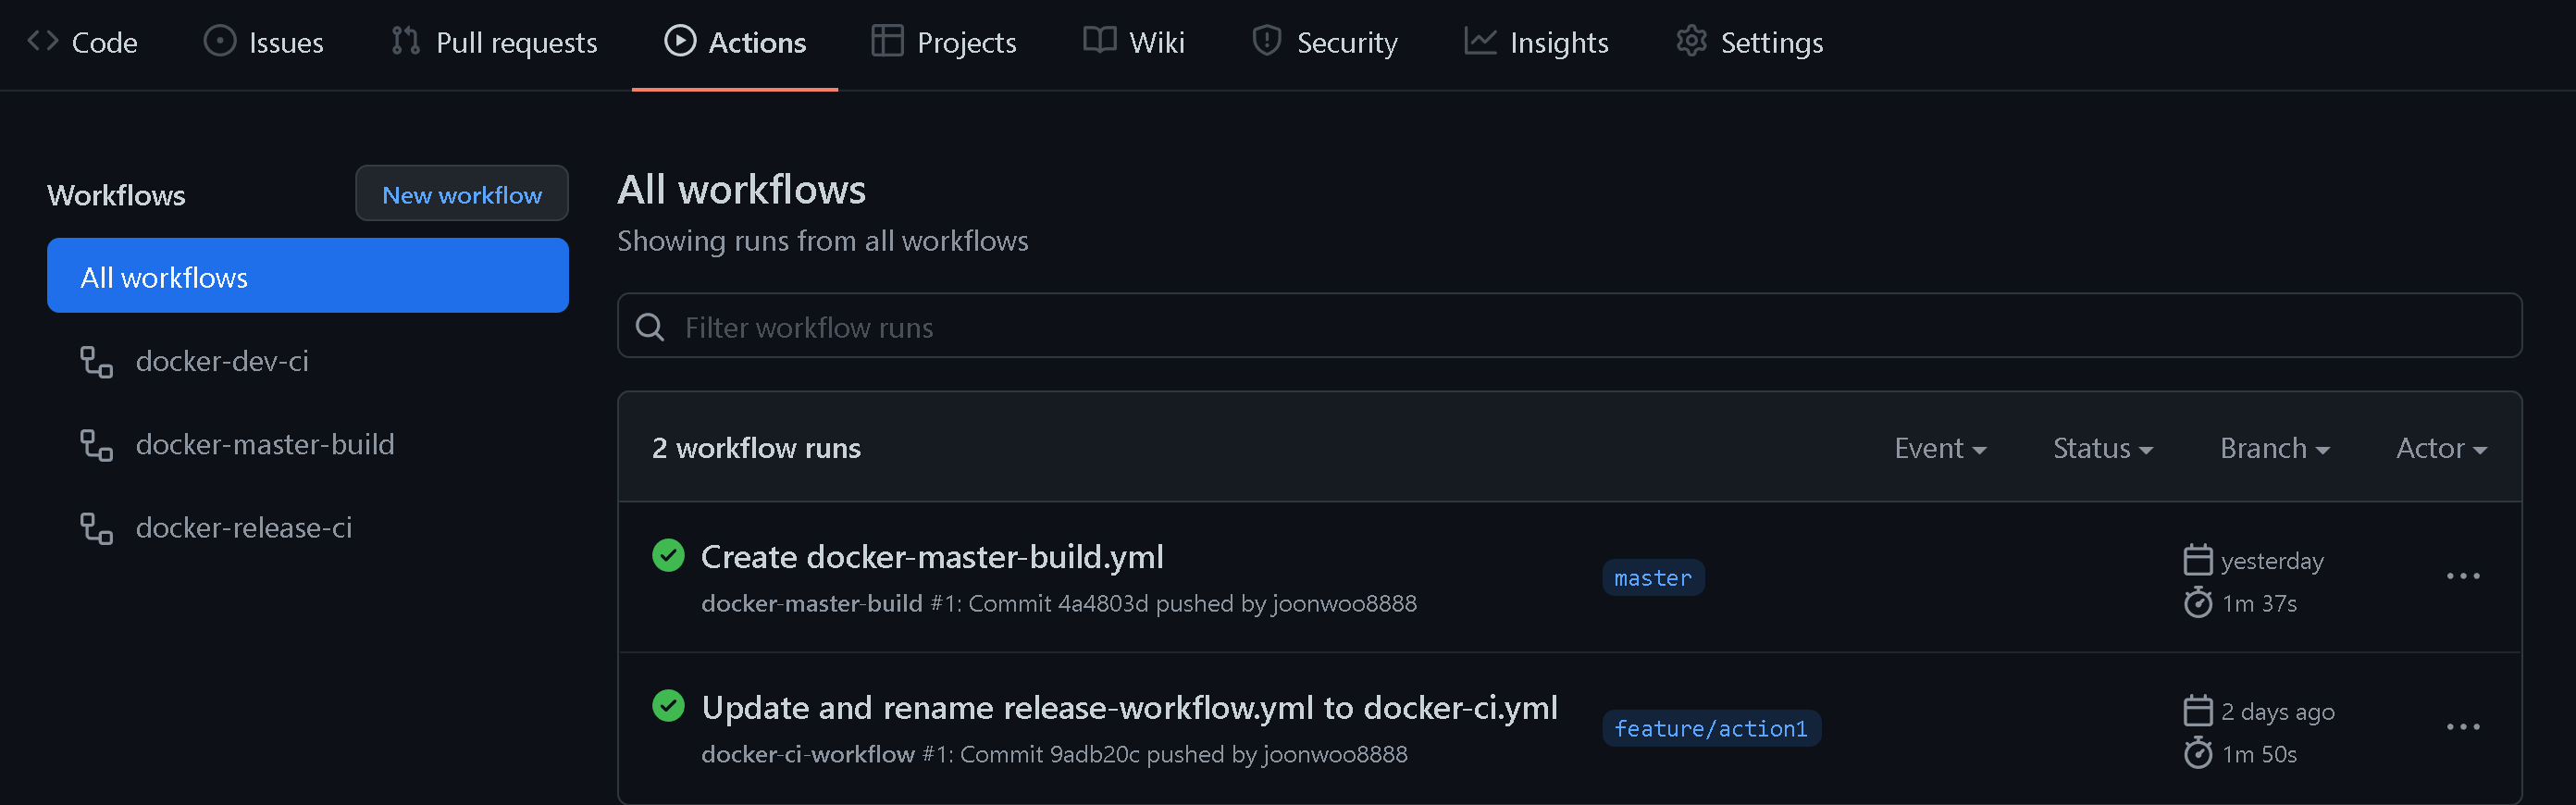 Code Issues Pull requests Actions Projects Wiki Security Insights Settings
Workflows New workflow
All workflows
docker-dev-ci
docker-master-build
docker-release-ci
All workflows
Showing runs from all workflows
Filter workflow runs
2 workflow runs Event Status Branch Actor
Create docker-master-build.yml
docker-master-build #1: Commit 4a4803d pushed by joonwoo8888
master
yesterday
1m 37s
Update and rename release-workflow.yml to docker-ci.yml
docker-ci-workflow #1: Commit 9adb20c pushed by joonwoo8888
feature/action1
2 days ago
1m 50s